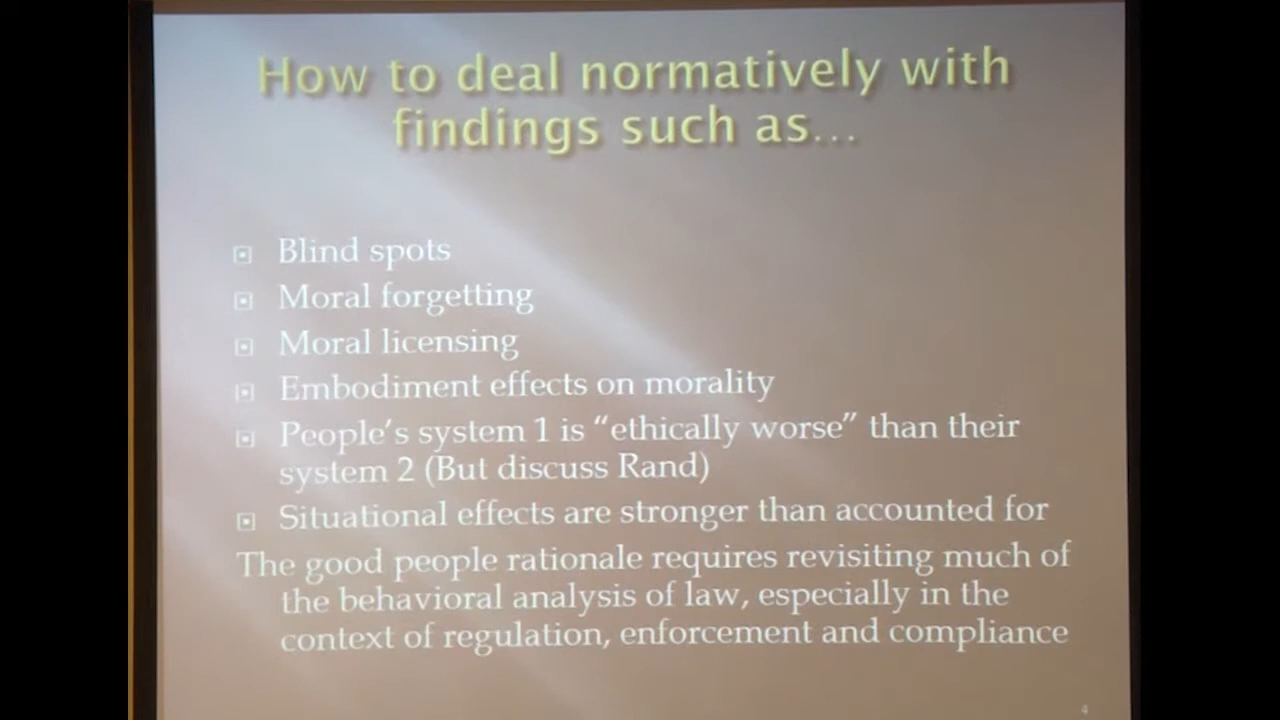 How to deal normatively with
findings such as...
Blind spots
Moral forgetting
Moral licensing
Embodiment effects on morality
People's system 1 is “ethically worse” than their
system 2 (But discuss Rand)
Situational effects are stronger than accounted for
The good people rationale requires revisiting much of
the behavioral analysis of law, especially in the
context of regulation, enforcement and compliance
4